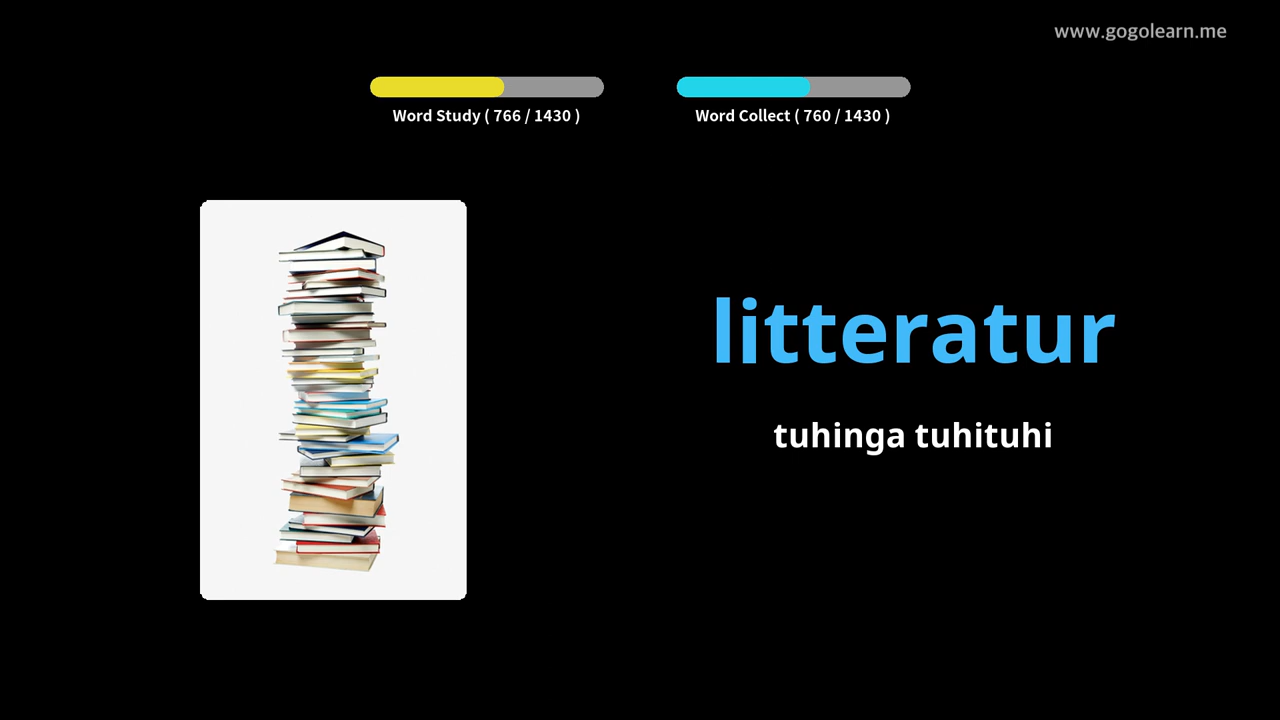 www.gogolearn.me
Word Study ( 766 / 1430 )
Word Collect ( 760 / 1430 )
litteratur
tuhinga tuhituhi